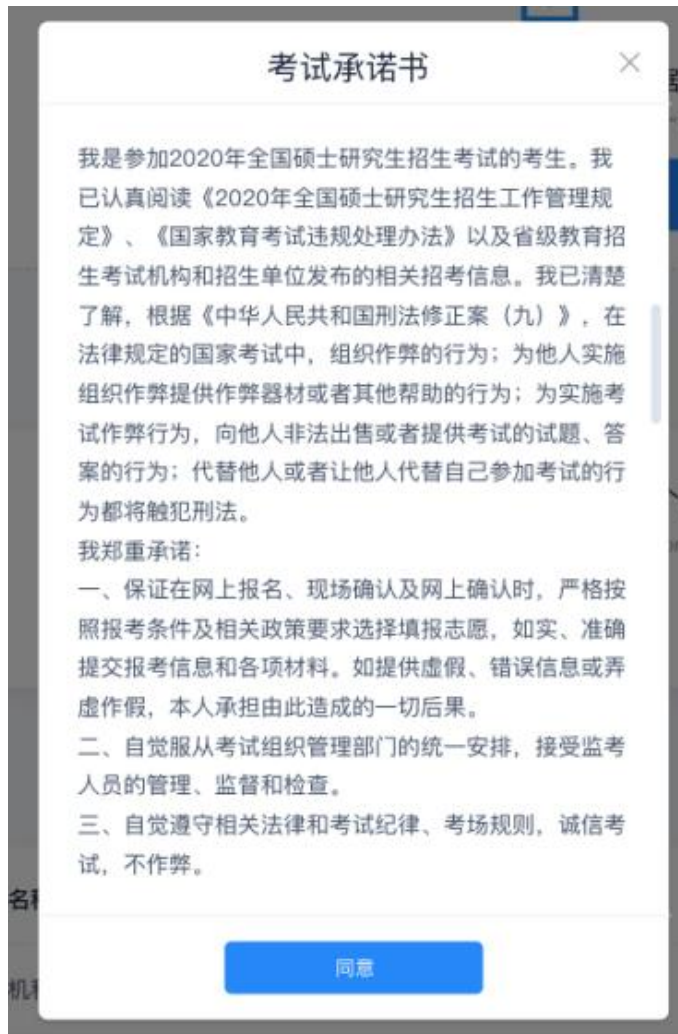 考试承诺书
我是参加2020年全国硕士研究生招生考试的考生。我
已认真阅读《2020年全国硕士研究生招生工作管理规
定》、《国家教育考试违规处理办法》以及省级教育招
生考试机构和招生单位发布的相关招考信息。我已清楚
了解，根据《中华人民共和国刑法修正案（九）》，在
法律规定的国家考试中，组织作弊的行为；为他人实施
组织作弊提供作弊器材或者其他帮助的行为；为实施考
试作弊行为，向他人非法出售或者提供考试的试题、答
案的行为；代替他人或者让他人代替自己参加考试的行
为都将触犯刑法。
我郑重承诺：
一、保证在网上报名、现场确认及网上确认时，严格按
照报考条件及相关政策要求选择填报志愿，如实、准确
提交报考信息和各项材料。如提供虚假、错误信息或弄
虚作假，本人承担由此造成的一切后果。
二、自觉服从考试组织管理部门的统一安排，接受监考
人员的管理、监督和检查。
三、自觉遵守相关法律和考试纪律、考场规则，诚信考
试，不作弊。
名
机
同意